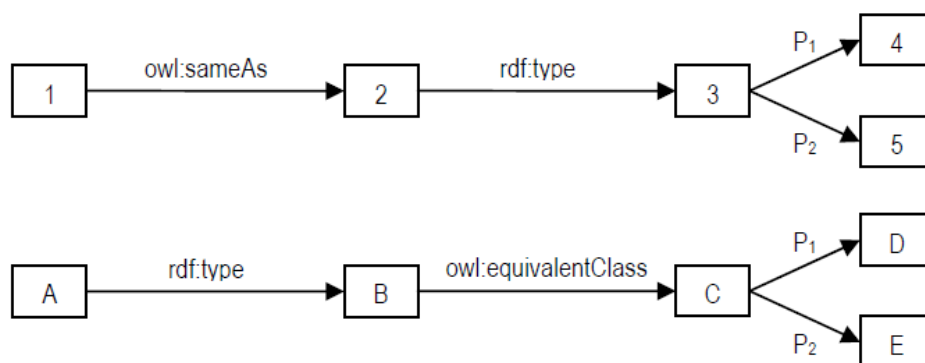 P₁ 4
owl:sameAs rdf:type
1 2 3
P₂ 5
P₁ D
rdf:type owl:equivalentClass
A B C
P₂ E